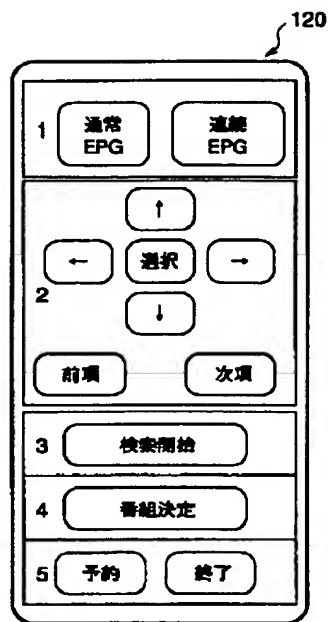 120
1 通常 連続
EPG EPG
↑
← 選択 →
2
↓
前項 次項
3 検索開始
4 番組決定
5 予約 終了